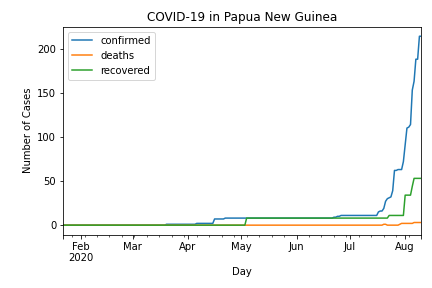 COVID-19 in Papua New Guinea
confirmed
deaths
recovered
Number of Cases
200
150
100
50
0
Feb
2020
Mar
Apr
May
Jun
Jul
Aug
Day